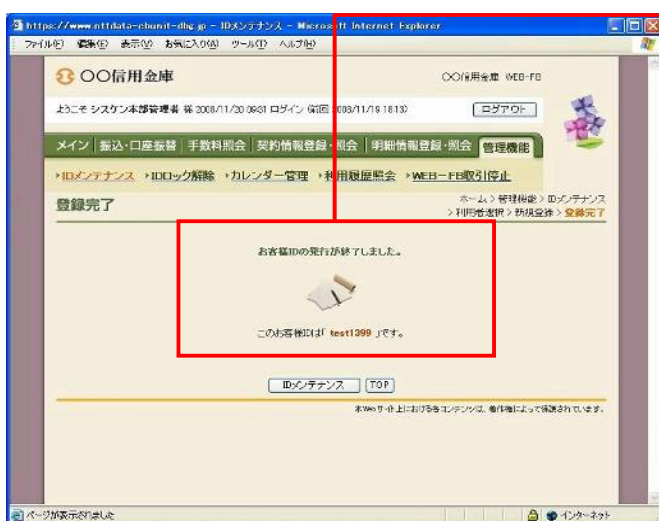 https://www.nttdata-chunit-dbg.jp - IDメンテナンス - Microsoft Internet Explorer
ファイル(F) 編集(E) 表示(V) お気に入り(A) ツール(T) ヘルプ(H)
〇〇信用金庫
〇〇信用金庫 WEB-FB
ようこそ シスケン本部管理者 様 2008/11/20 09:31 ログイン (前回 2008/11/19 18:13)
ログアウト
メイン 振込・口座振替 手数料照会 契約情報登録・照会 明細情報登録・照会 管理機能
IDメンテナンス IDロック解除 カレンダー管理 利用履歴照会 WEB-FB取引停止
登録完了
ホーム > 管理機能 > IDメンテナンス
> 利用者選択 > 新規登録 > 登録完了
お客様IDの発行が終了しました。
このお客様IDは「 test1399 」です。
IDメンテナンス TOP
本Webサイト上における各コンテンツは、著作権によって保護されています。
ページが表示されました
インターネット